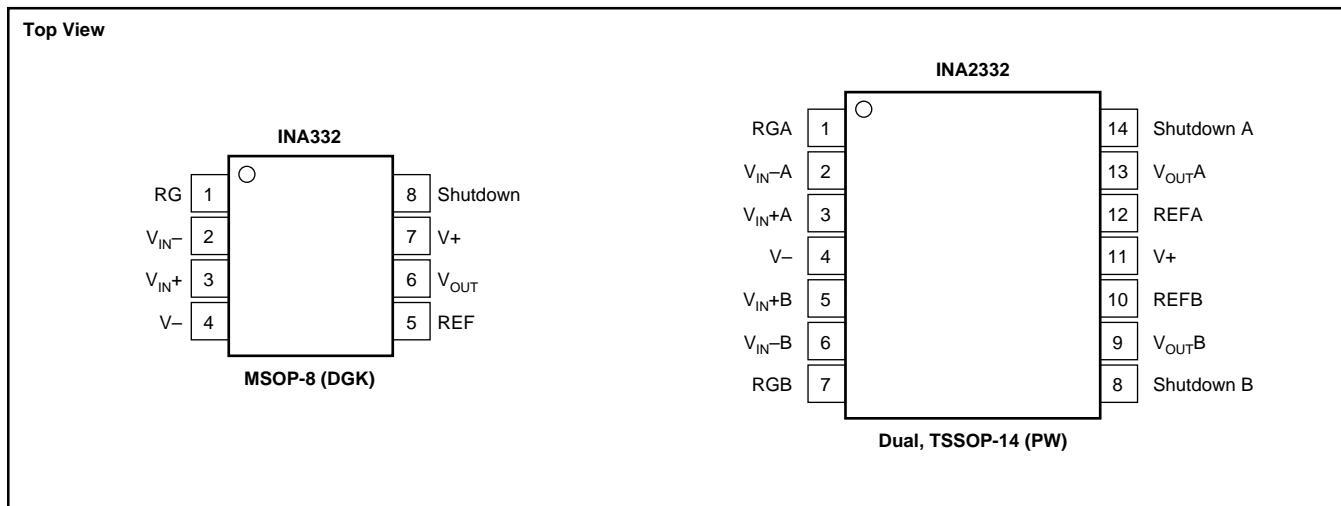 Top View
INA332
RG 1 8 Shutdown
VIN– 2 7 V+
VIN+ 3 6 VOUT
V– 4 5 REF
MSOP-8 (DGK)
INA2332
RGA 1 14 Shutdown A
VIN–A 2 13 VOUTA
VIN+A 3 12 REFA
V– 4 11 V+
VIN+B 5 10 REFB
VIN–B 6 9 VOUTB
RGB 7 8 Shutdown B
Dual, TSSOP-14 (PW)